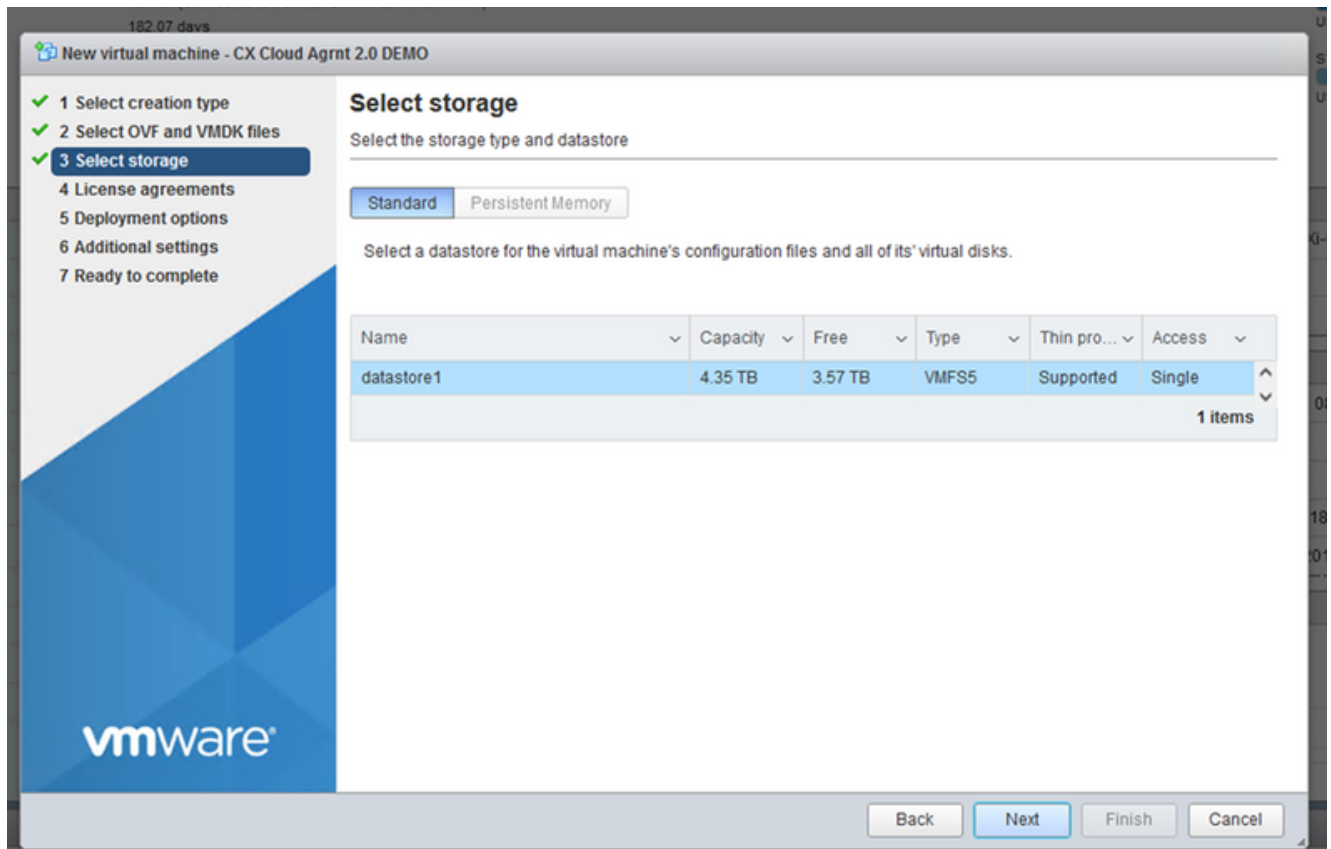 182.07 days
New virtual machine - CX Cloud Agrnt 2.0 DEMO
1 Select creation type
2 Select OVF and VMDK files
3 Select storage
4 License agreements
5 Deployment options
6 Additional settings
7 Ready to complete
vmware®
Select storage
Select the storage type and datastore
Standard Persistent Memory
Select a datastore for the virtual machine's configuration files and all of its' virtual disks.
Name Capacity Free Type Thin pro... Access
datastore1 4.35 TB 3.57 TB VMFS5 Supported Single
1 items
Back Next Finish Cancel